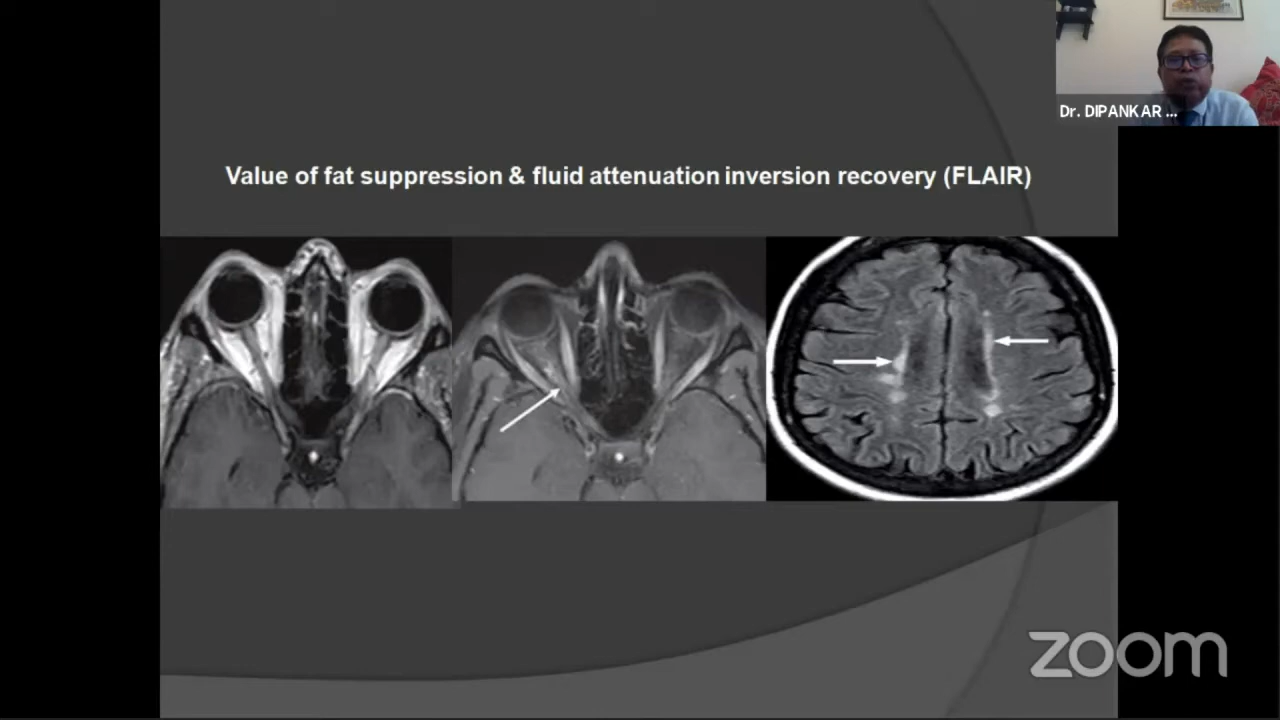 Dr. DIPANKAR ...
Value of fat suppression & fluid attenuation inversion recovery (FLAIR)
zoom